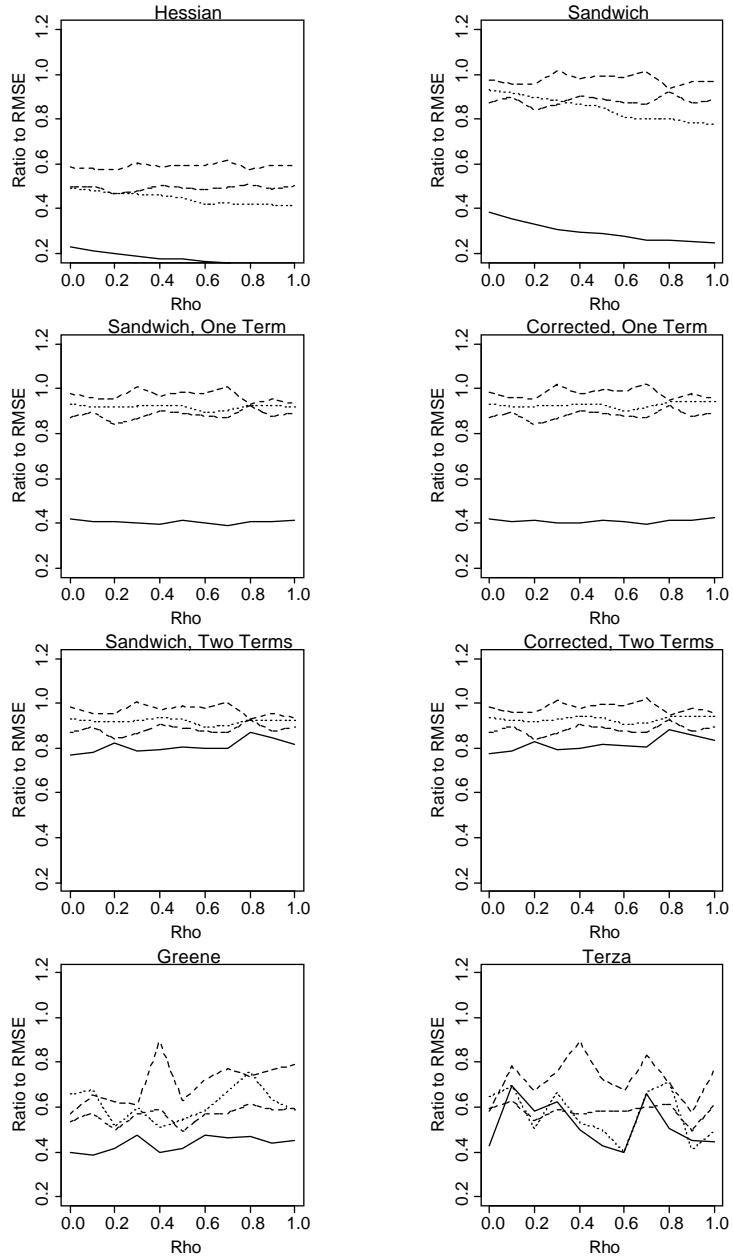 Hessian
Ratio to RMSE
0.2 0.4 0.6 0.8 1.0 1.2
0.0 0.2 0.4 0.6 0.8 1.0
Rho
Sandwich
Ratio to RMSE
0.2 0.4 0.6 0.8 1.0 1.2
0.0 0.2 0.4 0.6 0.8 1.0
Rho
Sandwich, One Term
Ratio to RMSE
0.2 0.4 0.6 0.8 1.0 1.2
0.0 0.2 0.4 0.6 0.8 1.0
Rho
Corrected, One Term
Ratio to RMSE
0.2 0.4 0.6 0.8 1.0 1.2
0.0 0.2 0.4 0.6 0.8 1.0
Rho
Sandwich, Two Terms
Ratio to RMSE
0.2 0.4 0.6 0.8 1.0 1.2
0.0 0.2 0.4 0.6 0.8 1.0
Rho
Corrected, Two Terms
Ratio to RMSE
0.2 0.4 0.6 0.8 1.0 1.2
0.0 0.2 0.4 0.6 0.8 1.0
Rho
Greene
Ratio to RMSE
0.2 0.4 0.6 0.8 1.0 1.2
0.0 0.2 0.4 0.6 0.8 1.0
Rho
Terza
Ratio to RMSE
0.2 0.4 0.6 0.8 1.0 1.2
0.0 0.2 0.4 0.6 0.8 1.0
Rho